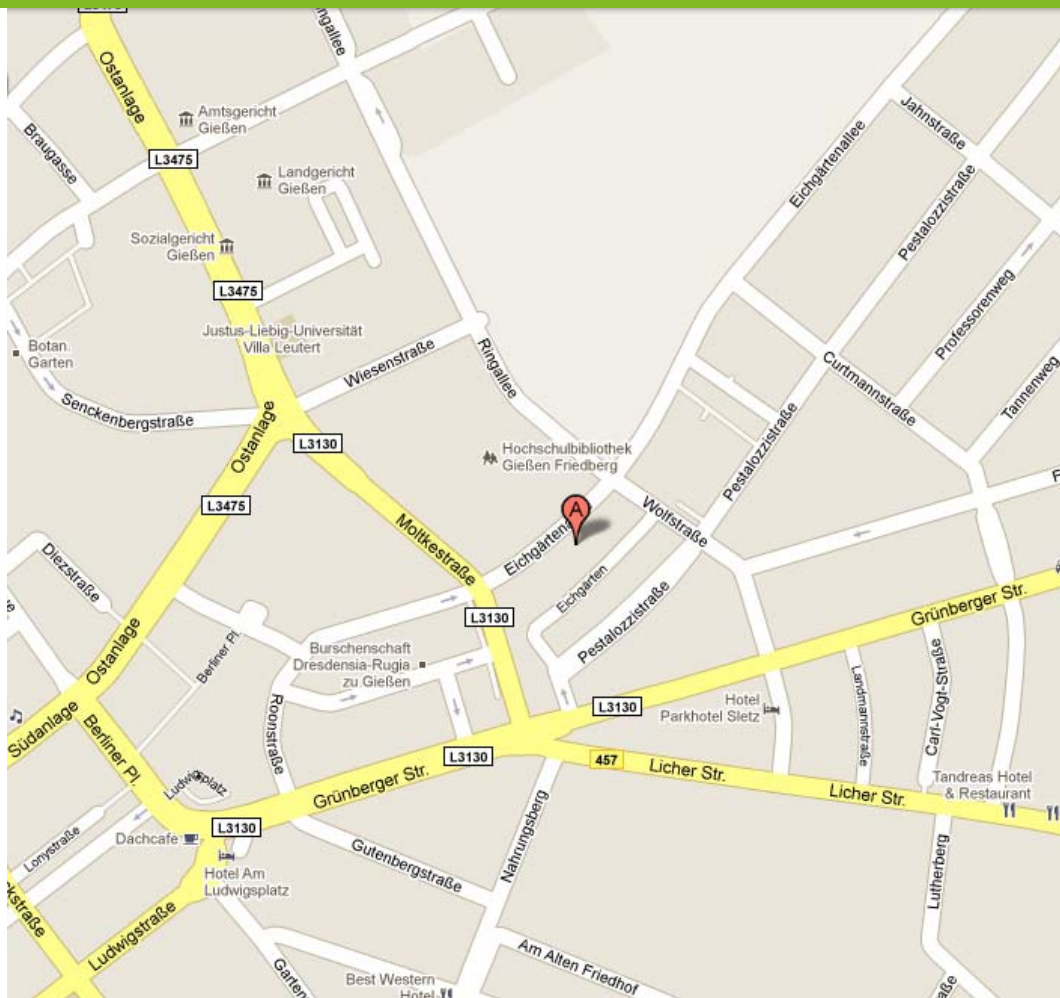 Ostanlage
Amtsgericht
Gießen
L3475
Braugasse
Landgericht
Gießen
Sozialgericht
Gießen
L3475
Justus-Liebig-Universität
Villa Leutert
Botan.
Garten
Senckenbergstraße
Wiesenstraße
Ringallee
Eichgärtenallee
Jahnstraße
Pestalozzistraße
Professorenweg
Curtmannstraße
Tannenweg
L3130
Ostanlage
L3475
Hochschulbibliothek
Gießen Friedberg
A
Wolfstraße
Pestalozzistraße
Moltkestraße
Diezstraße
Eichgärten
L3130
Pestalozzistraße
Grünberger Str.
Burschenschaft
Dresdensia-Rugia
zu Gießen
Berliner Pl.
Ostanlage
Südanlage
Roonstraße
Hotel
Parkhotel Sletz
Landmannstraße
Carl-Vogt-Straße
L3130
L3130
457
Licher Str.
Licher Str.
Tandreas Hotel
& Restaurant
Berliner Pl.
Ludwigsplatz
Grünberger Str.
L3130
Dachcafe
Lonystraße
Hotel Am
Ludwigsplatz
Gutenbergstraße
Nahrungsberg
Lutherberg
Ludwigstraße
Am Alten Friedhof
Best Western
Hotel